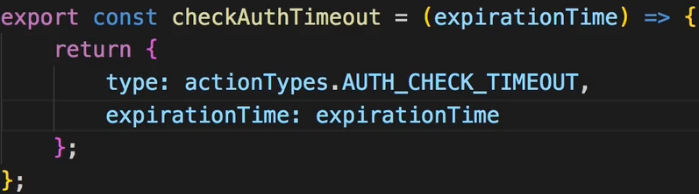 export const checkAuthTimeout = (expirationTime) => {
    return {
        type: actionTypes.AUTH_CHECK_TIMEOUT,
        expirationTime: expirationTime
    };
};